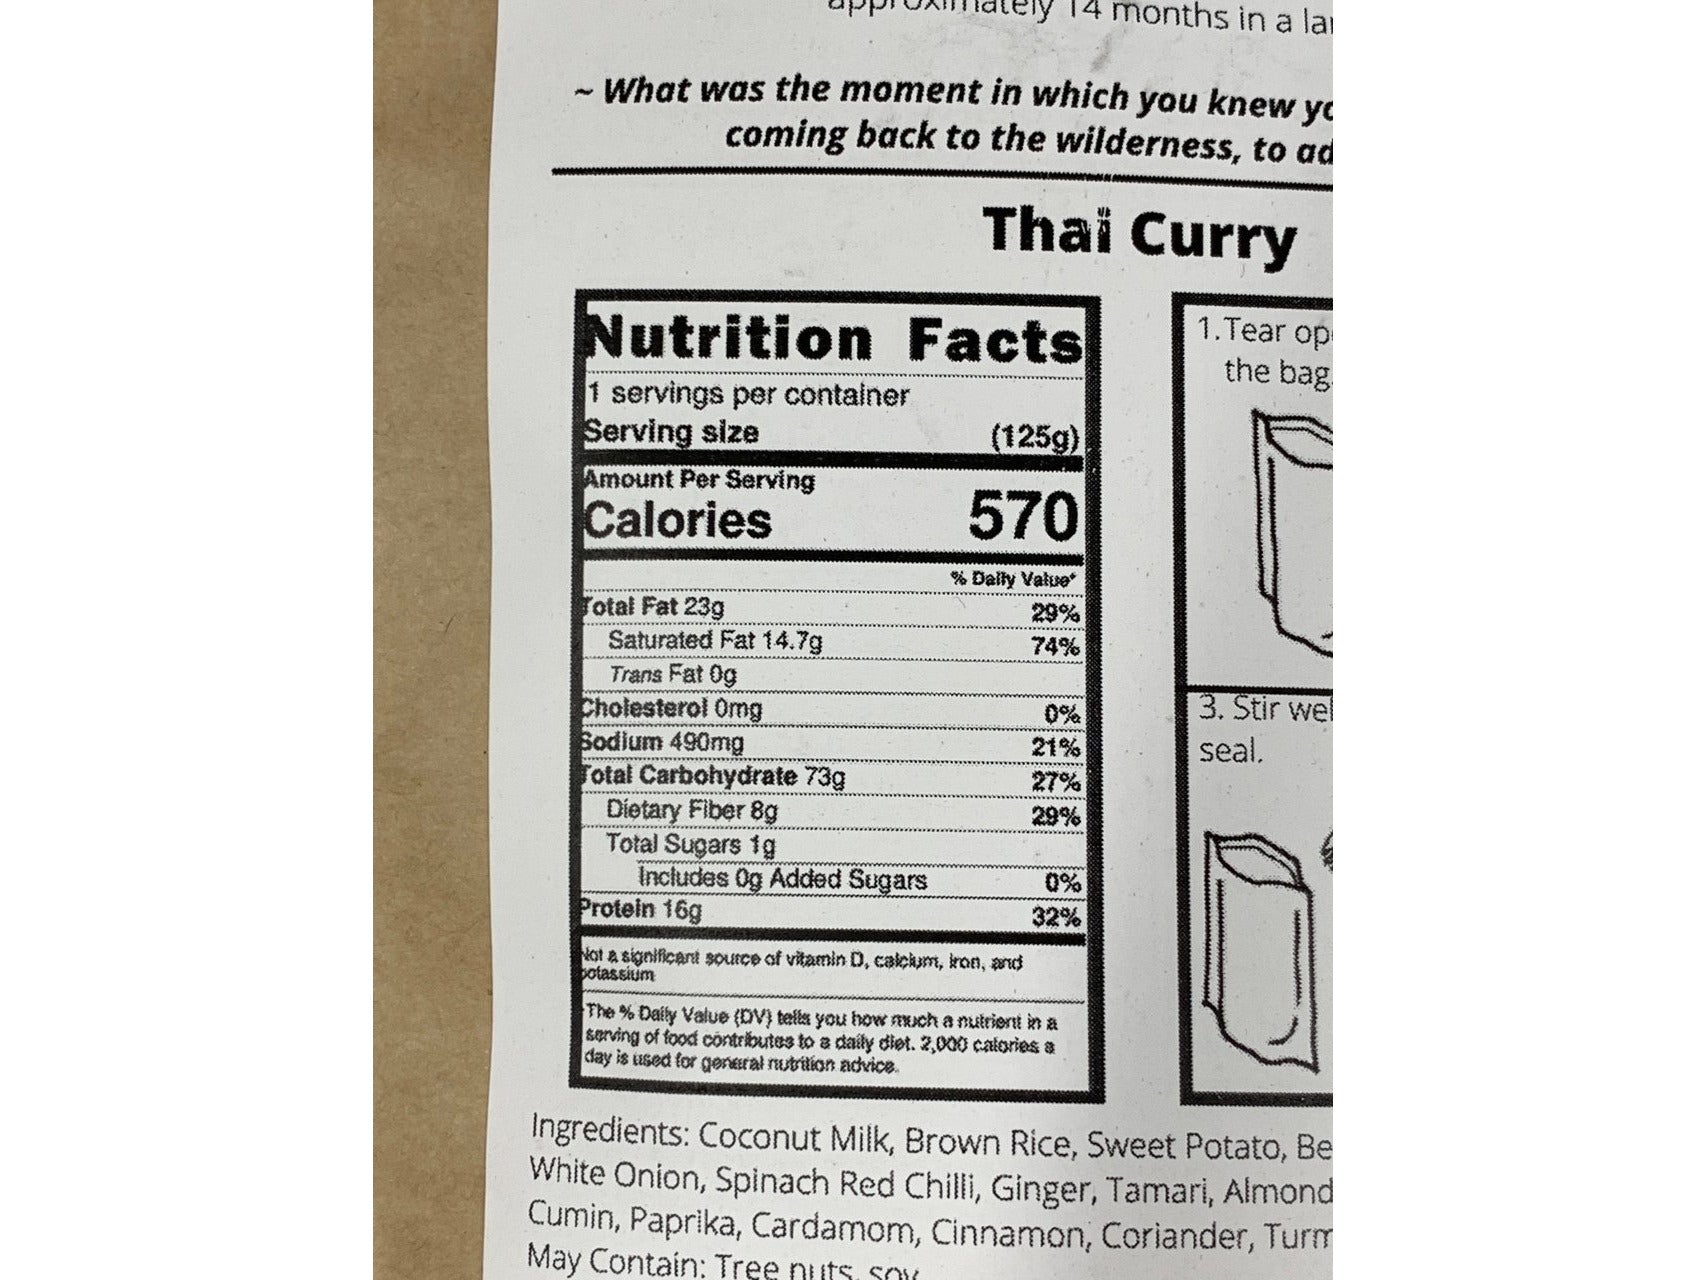 approximately 14 months in a
~ What was the moment in which you knew
coming back to the wilderness, to
Thai Curry
Nutrition Facts
1 servings per container
Serving size (125g)
Amount Per Serving
Calories 570
% Daily Value*
Total Fat 23g 29%
Saturated Fat 14.7g 74%
Trans Fat 0g
Cholesterol 0mg 0%
Sodium 490mg 21%
Total Carbohydrate 73g 27%
Dietary Fiber 8g 29%
Total Sugars 1g
Includes 0g Added Sugars 0%
Protein 16g 32%
Not a significant source of vitamin D, calcium, iron, and
potassium
The % Daily Value (DV) tells you how much a nutrient in a
serving of food contributes to a daily diet. 2,000 calories a
day is used for general nutrition advice.
1. Tear
the bag.
3. Stir
seal.
Ingredients: Coconut Milk, Brown Rice, Sweet Potato,
White Onion, Spinach Red Chilli, Ginger, Tamari, Almond
Cumin, Paprika, Cardamom, Cinnamon, Coriander,
May Contain: Tree nuts, soy